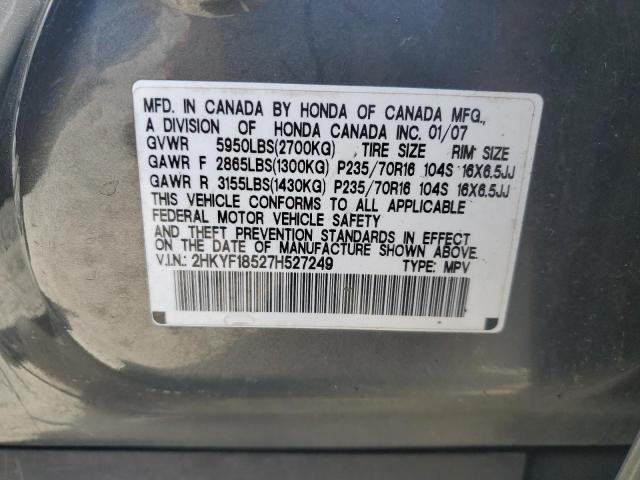 MFD. IN CANADA BY HONDA OF CANADA MFG.,
A DIVISION OF HONDA CANADA INC. 01/07
GVWR 5950LBS(2700KG) TIRE SIZE RIM SIZE
GAWR F 2865LBS(1300KG) P235/70R16 104S 16X6.5JJ
GAWR R 3155LBS(1430KG) P235/70R16 104S 16X6.5JJ
THIS VEHICLE CONFORMS TO ALL APPLICABLE
FEDERAL MOTOR VEHICLE SAFETY
AND THEFT PREVENTION STANDARDS IN EFFECT
ON THE DATE OF MANUFACTURE SHOWN ABOVE.
V.I.N.: 2HKYF18527H527249 TYPE: MPV